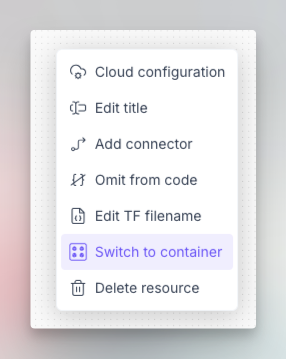 Cloud configuration
Edit title
Add connector
Omit from code
Edit TF filename
Switch to container
Delete resource